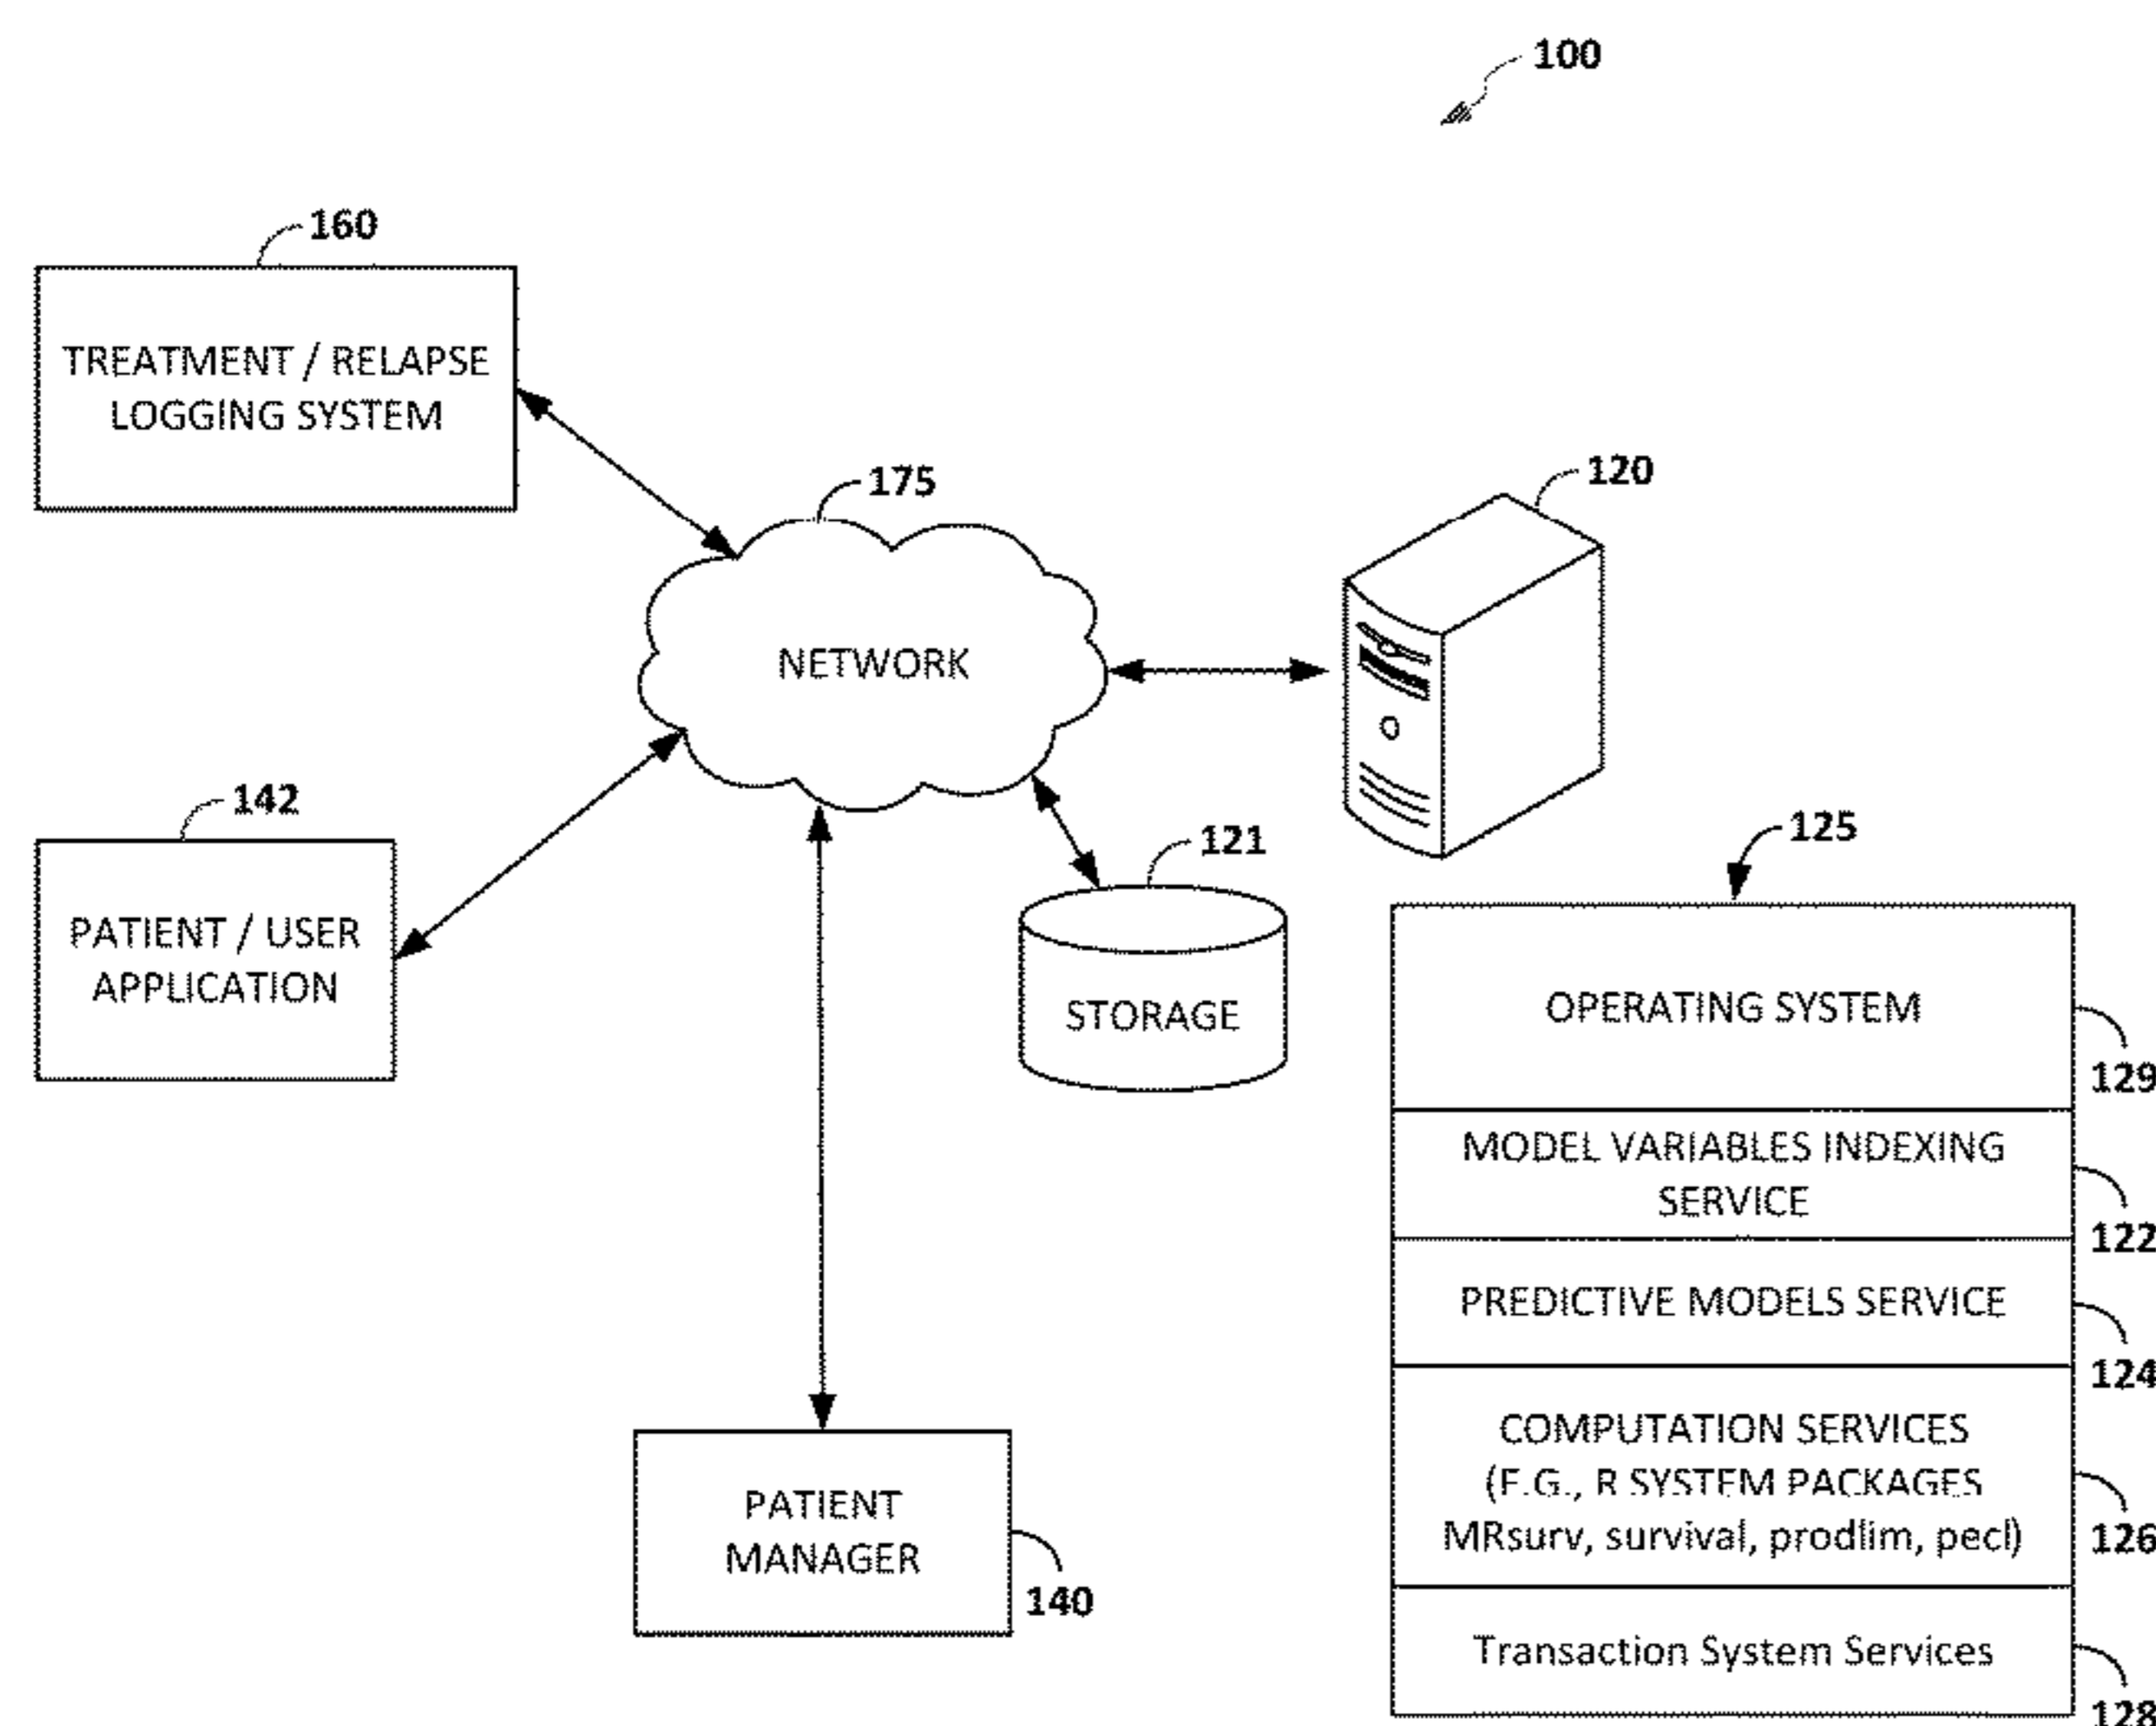 100
160
TREATMENT / RELAPSE
LOGGING SYSTEM
175
120
NETWORK
142
PATIENT / USER
APPLICATION
121
STORAGE
125
OPERATING SYSTEM
129
MODEL VARIABLES INDEXING
SERVICE
122
PREDICTIVE MODELS SERVICE
124
COMPUTATION SERVICES
(E.G., R SYSTEM PACKAGES
MRsurv, survival, prodlim, pecl)
126
PATIENT
MANAGER
140
Transaction System Services
128